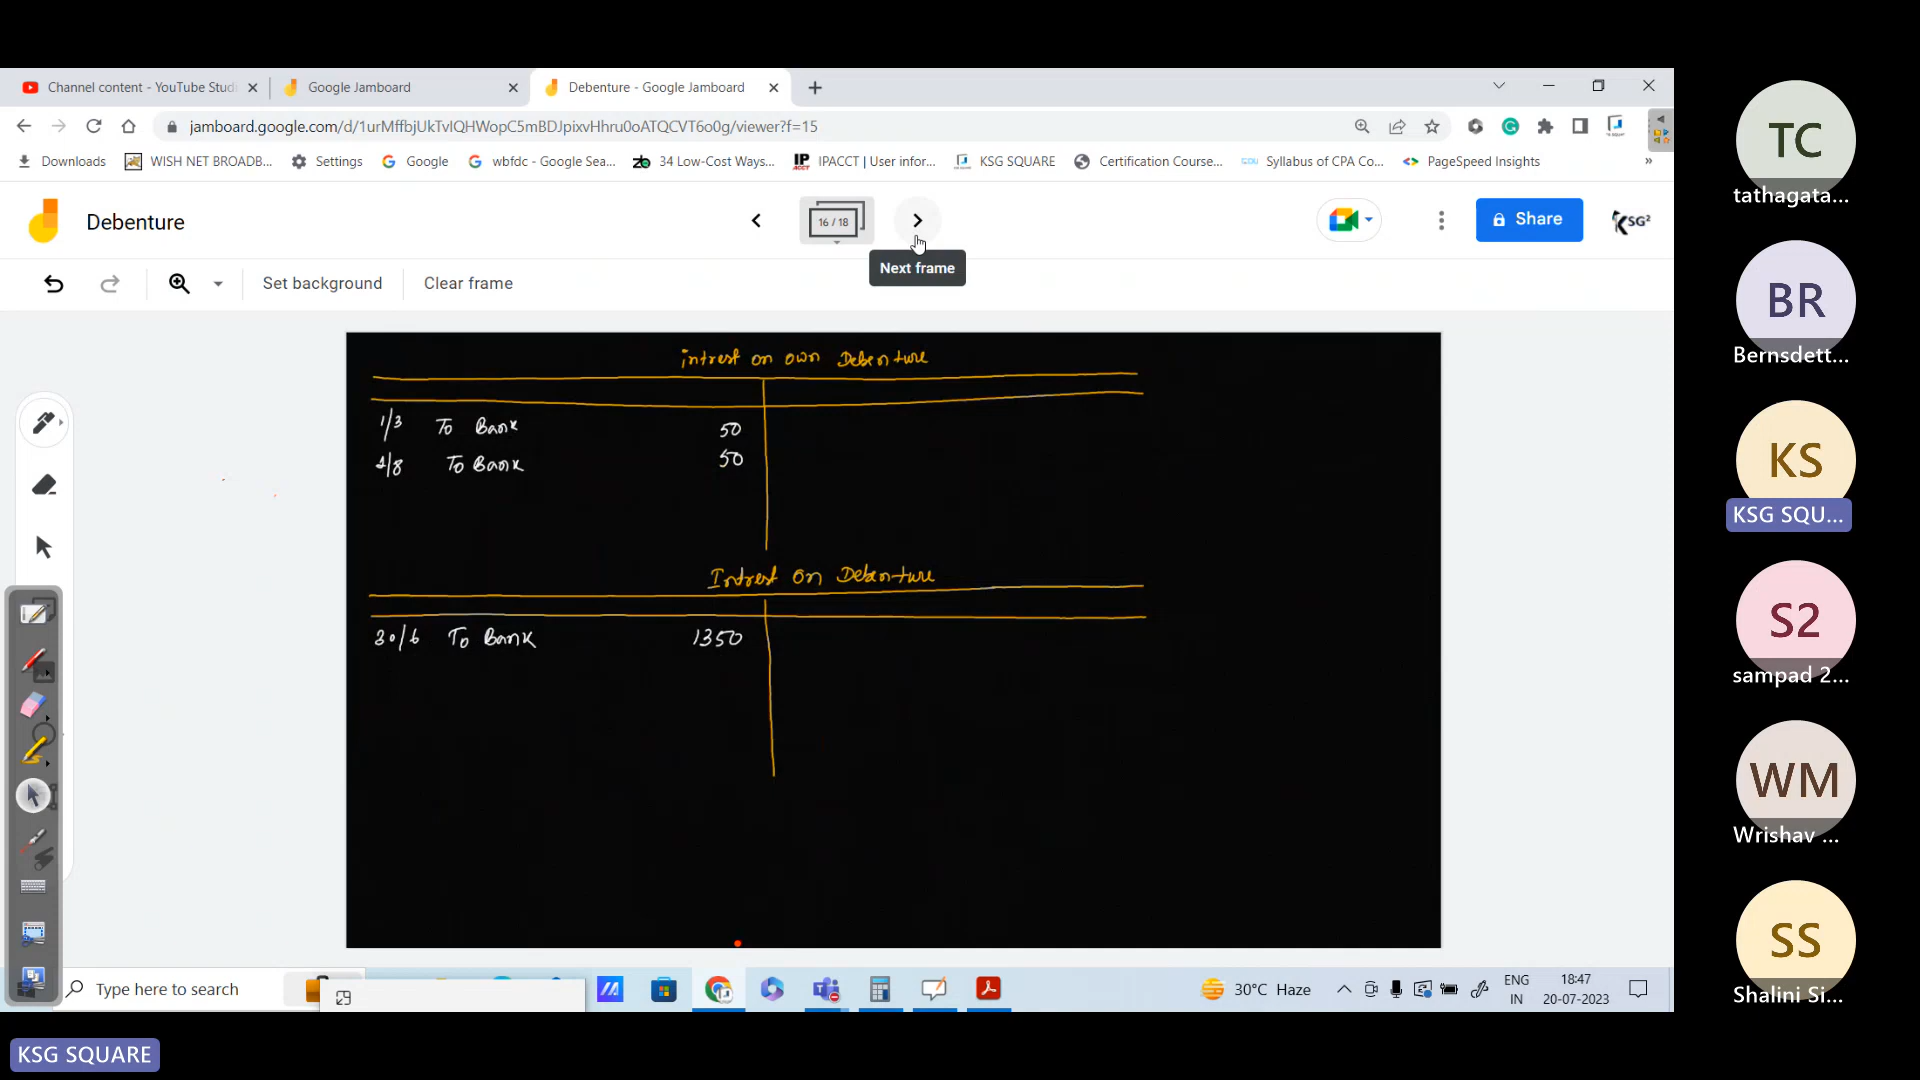 Channel content - YouTube Studi
Google Jamboard
Debenture - Google Jamboard
jamboard.google.com/d/1urMffbjUkTvIQHWopC5mBDJpixvHhru0oATQCVT6o0g/viewer?f=15
Downloads
WISH NET BROADB...
Settings
Google
wbfdc - Google Sea...
34 Low-Cost Ways...
IPACCT | User infor...
KSG SQUARE
Certification Course...
Syllabus of CPA Co...
PageSpeed Insights
»
Debenture
16 / 18
Share
KSG²
Next frame
Set background
Clear frame
intrest on own Debenture
1/3 To Bank 50
1/8 To Bank 50
Intrest On Debenture
30/6 To Bank 1350
Type here to search
30°C Haze
ENG
IN
18:47
20-07-2023
TC
tathagata...
BR
Bernsdett...
KS
KSG SQU...
S2
sampad 2...
WM
Wrishav ...
SS
Shalini Si...
KSG SQUARE